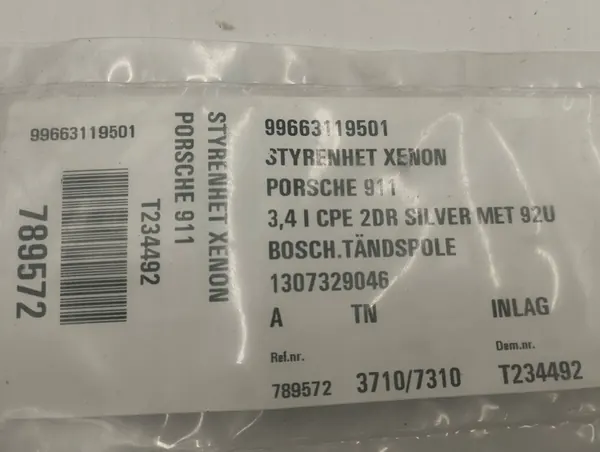 99663119501
789572
T234492
PORSCHE 911
STYRENHET XENON
99663119501
STYRENHET XENON
PORSCHE 911
3,4 I CPE 2DR SILVER MET 92U
BOSCH.TÄNDSPOLE
1307329046
A TN INLAG
Ref.nr. Dem.nr.
789572 3710/7310 T234492